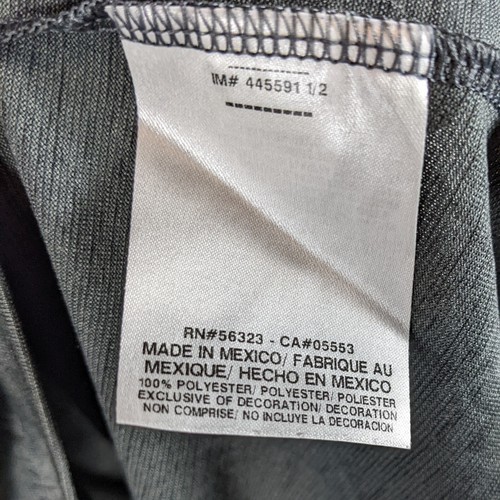 IM# 445591 1/2
RN#56323 - CA#05553
MADE IN MEXICO/ FABRIQUE AU
MEXIQUE/ HECHO EN MEXICO
100% POLYESTER/ POLYESTER/ POLIESTER
EXCLUSIVE OF DECORATION/ DECORATION
NON COMPRISE/ NO INCLUYE LA DECORACION